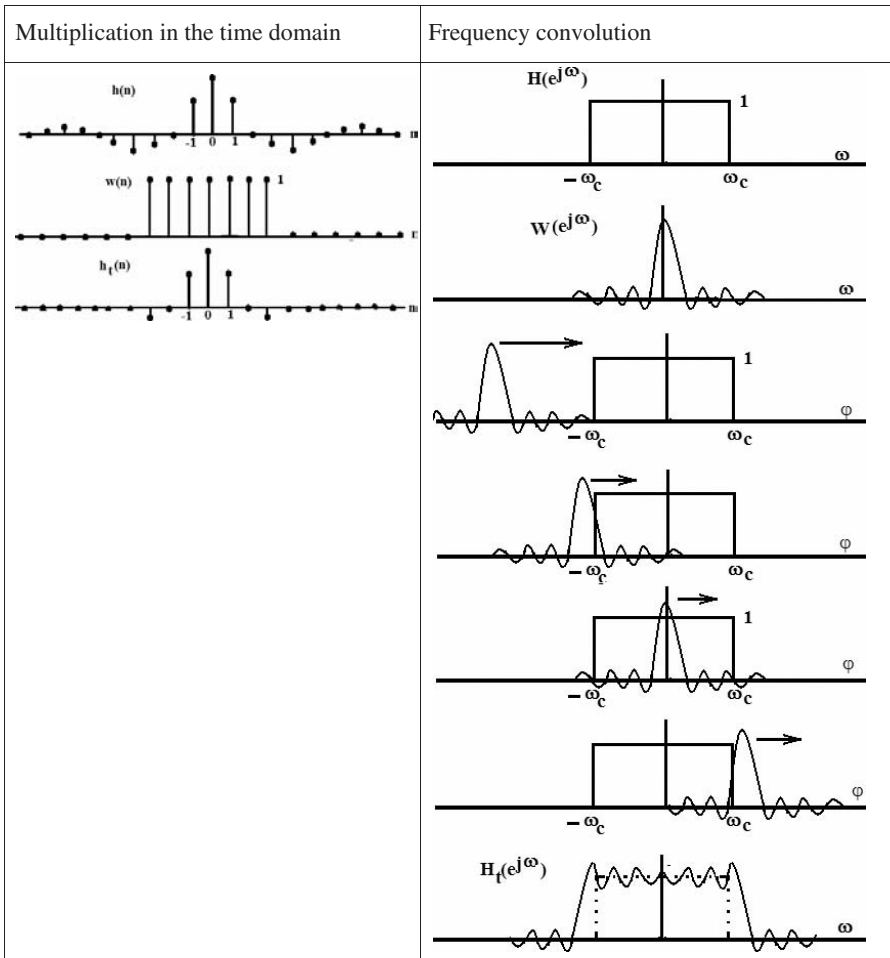 Multiplication in the time domain
Frequency convolution
h(n)
-1 0 1
n
w(n)
1
n
h_t(n)
-1 0 1
n
H(e^jω)
1
ω
−ω_c ω_c
W(e^jω)
ω
1
φ
−ω_c ω_c
φ
−ω_c ω_c
1
φ
−ω_c ω_c
φ
−ω_c ω_c
H_t(e^jω)
ω